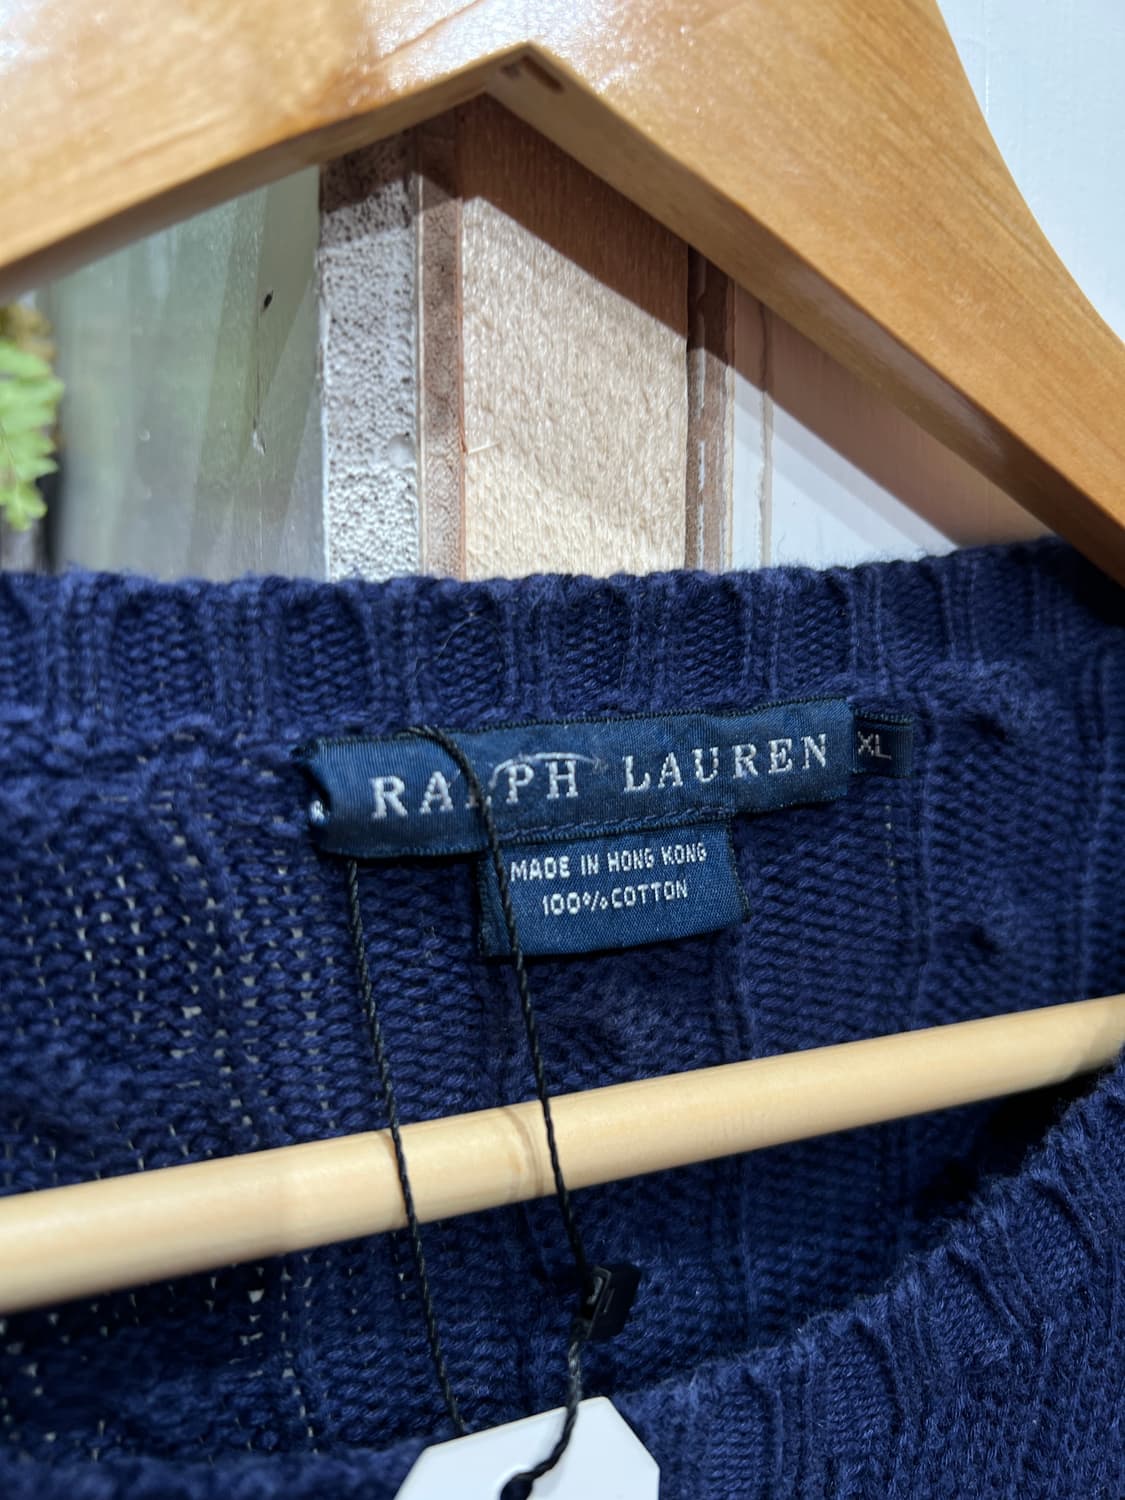 RALPH LAUREN
XL
MADE IN HONG KONG
100% COTTON